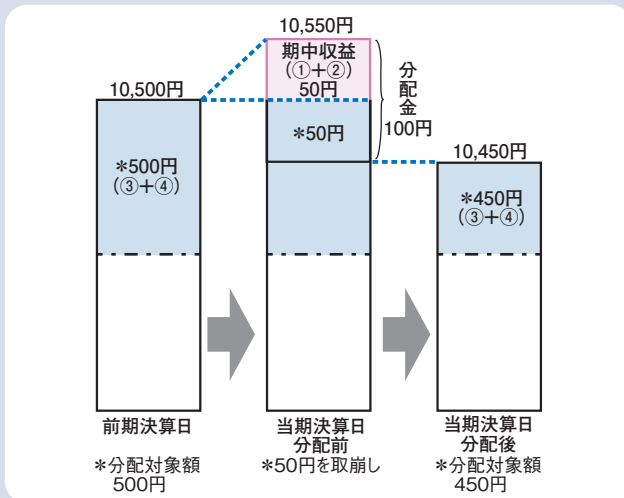 10,550円
期中収益
(①+②)
50円
分配金
100円
10,500円
*50円
10,450円
*500円
(③+④)
*450円
(③+④)
前期決算日
当期決算日
分配前
当期決算日
分配後
*分配対象額
500円
*50円を取崩し
*分配対象額
450円